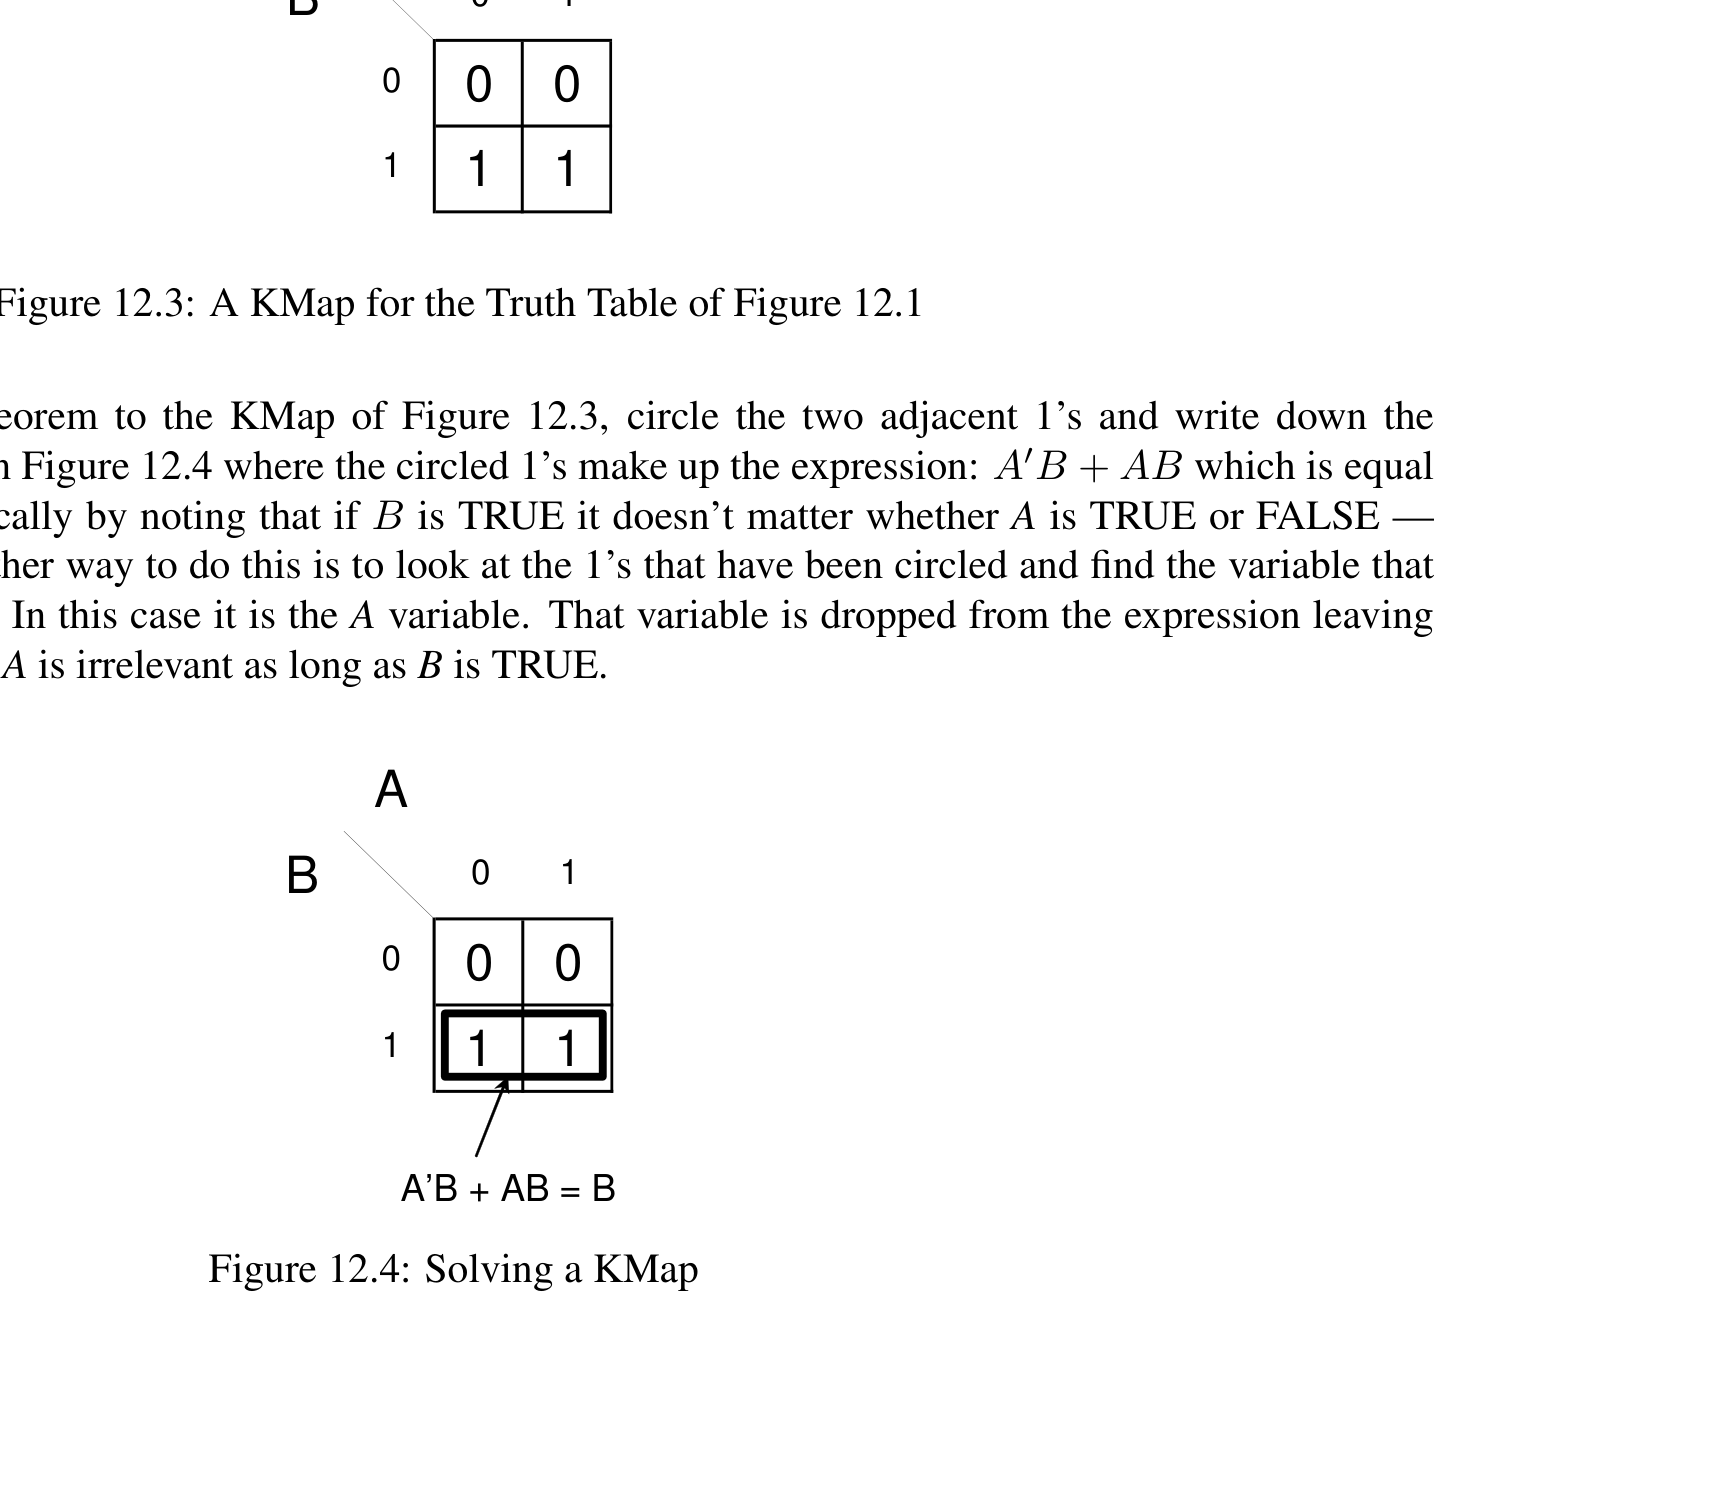 B
0 0 0
1 1 1
Figure 12.3: A KMap for the Truth Table of Figure 12.1
to the KMap of Figure 12.3, circle the two adjacent 1's and write down the
Figure 12.4 where the circled 1's make up the expression: A′B + AB which is equal
by noting that if B is TRUE it doesn't matter whether A is TRUE or FALSE —
way to do this is to look at the 1's that have been circled and find the variable that
In this case it is the A variable. That variable is dropped from the expression leaving
A is irrelevant as long as B is TRUE.
A
B 0 1
0 0 0
1 1 1
A'B + AB = B
Figure 12.4: Solving a KMap